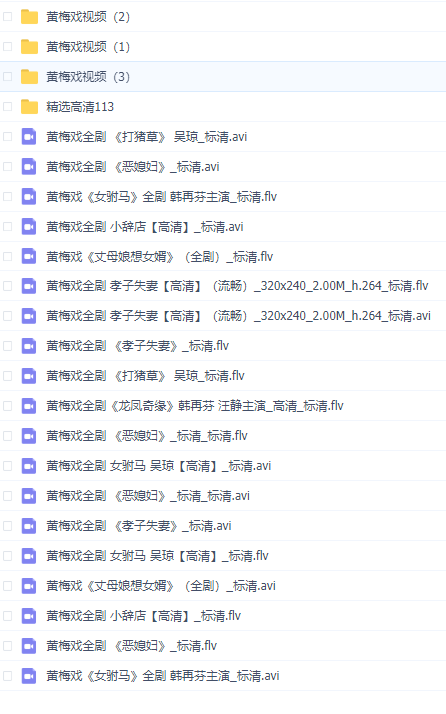 黄梅戏视频（2）
黄梅戏视频（1）
黄梅戏视频（3）
精选高清113
黄梅戏全剧 《打猪草》 吴琼_标清.avi
黄梅戏全剧 《恶媳妇》_标清.avi
黄梅戏《女驸马》全剧 韩再芬主演_标清.flv
黄梅戏全剧 小辞店【高清】_标清.avi
黄梅戏《丈母娘想女婿》（全剧）_标清.flv
黄梅戏全剧 孝子失妻【高清】（流畅）_320x240_2.00M_h.264_标清.flv
黄梅戏全剧 孝子失妻【高清】（流畅）_320x240_2.00M_h.264_标清.avi
黄梅戏全剧 《孝子失妻》_标清.flv
黄梅戏全剧 《打猪草》 吴琼_标清.flv
黄梅戏全剧《龙凤奇缘》韩再芬 汪静主演_高清_标清.flv
黄梅戏全剧 《恶媳妇》_标清_标清.flv
黄梅戏全剧 女驸马 吴琼【高清】_标清.avi
黄梅戏全剧 《恶媳妇》_标清_标清.avi
黄梅戏全剧 《孝子失妻》_标清.avi
黄梅戏全剧 女驸马 吴琼【高清】_标清.flv
黄梅戏《丈母娘想女婿》（全剧）_标清.avi
黄梅戏全剧 小辞店【高清】_标清.flv
黄梅戏全剧 《恶媳妇》_标清.flv
黄梅戏《女驸马》全剧 韩再芬主演_标清.avi